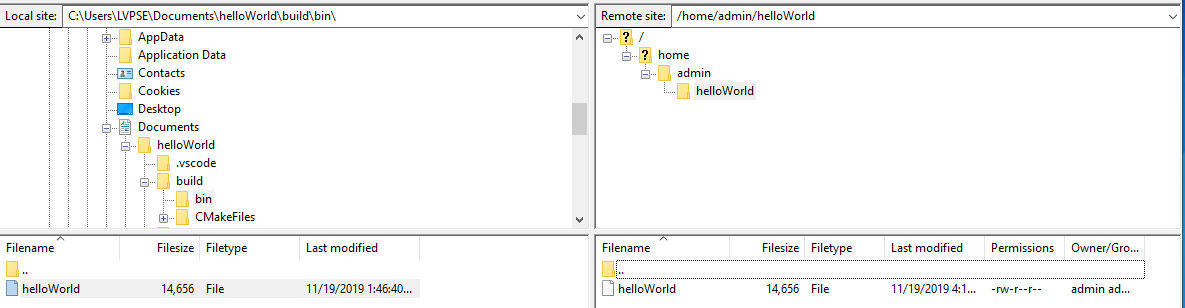 Local site: C:\Users\LVPSE\Documents\helloWorld\build\bin\
AppData
Application Data
Contacts
Cookies
Desktop
Documents
helloWorld
.vscode
build
bin
CMakeFiles
Filename Filesize Filetype Last modified
..
helloWorld 14,656 File 11/19/2019 1:46:40...
Remote site: /home/admin/helloWorld
? /
? home
admin
helloWorld
Filename Filesize Filetype Last modified Permissions Owner/Gro...
..
helloWorld 14,656 File 11/19/2019 4:1... -rw-r--r-- admin ad...